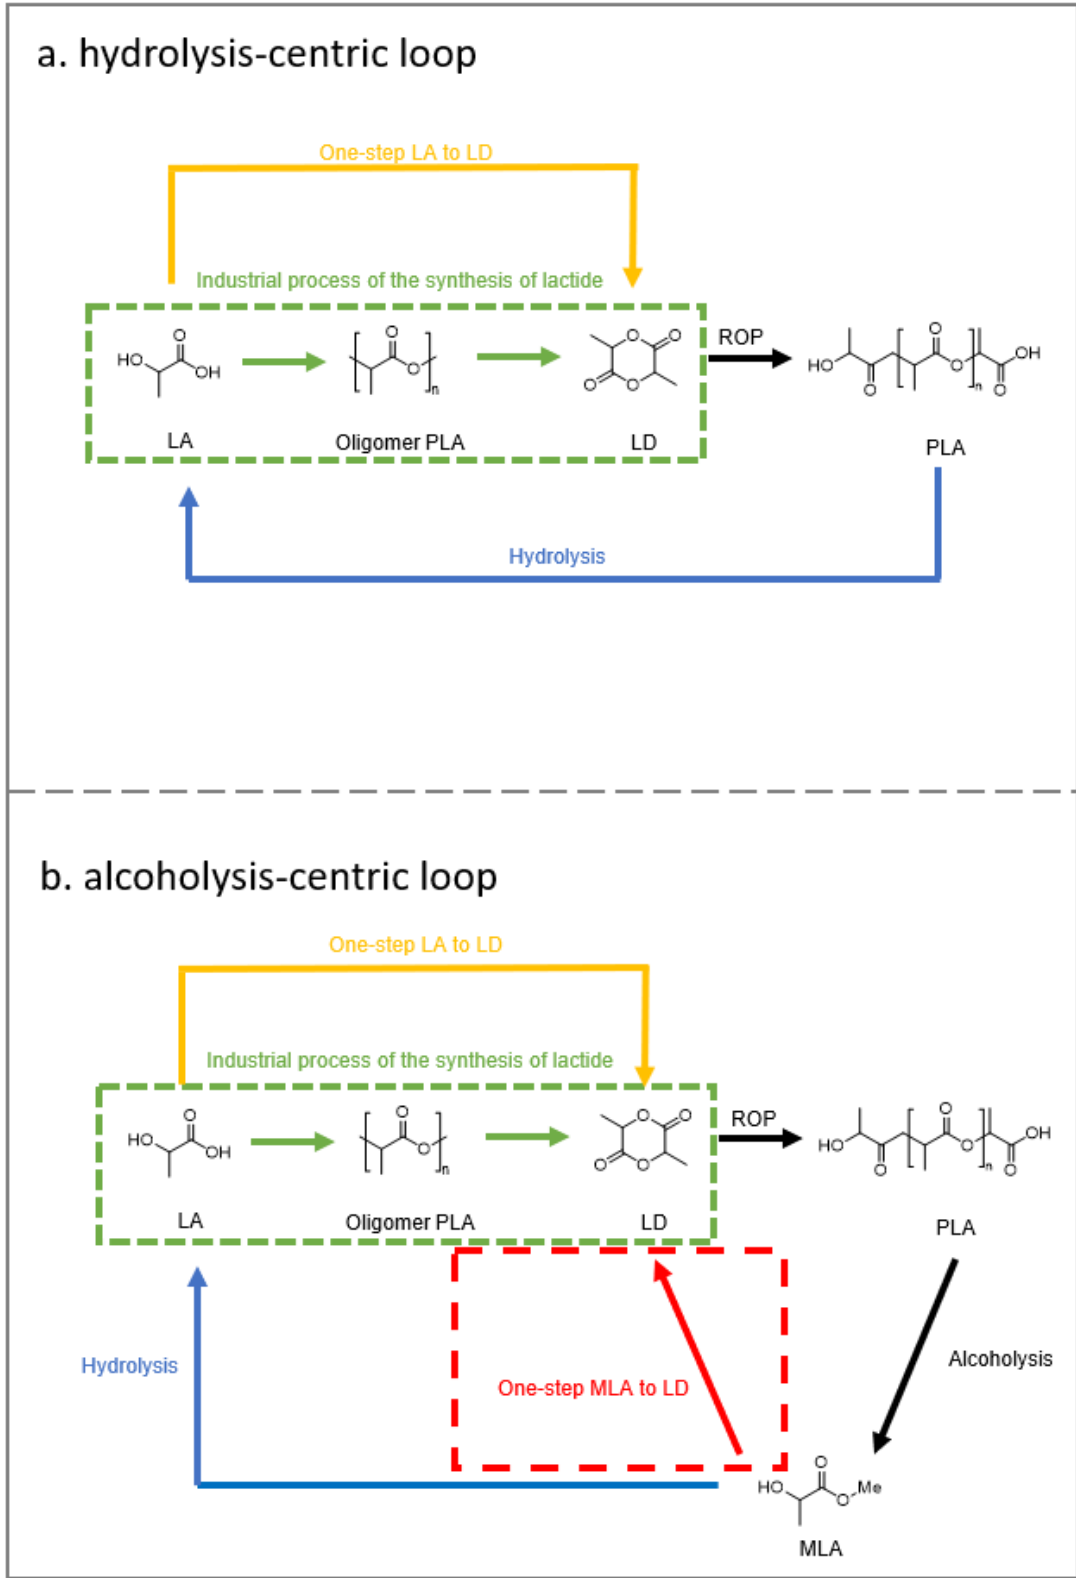 a. hydrolysis-centric loop
One-step LA to LD
Industrial process of the synthesis of lactide
HO
O
OH
O
O
n
O
O
O
O
ROP
HO
O
O
O
n
O
OH
LA
Oligomer PLA
LD
PLA
Hydrolysis
b. alcoholysis-centric loop
One-step LA to LD
Industrial process of the synthesis of lactide
HO
O
OH
O
O
n
O
O
O
O
ROP
HO
O
O
O
n
O
OH
LA
Oligomer PLA
LD
PLA
Hydrolysis
Alcoholysis
One-step MLA to LD
HO
O
O
Me
MLA